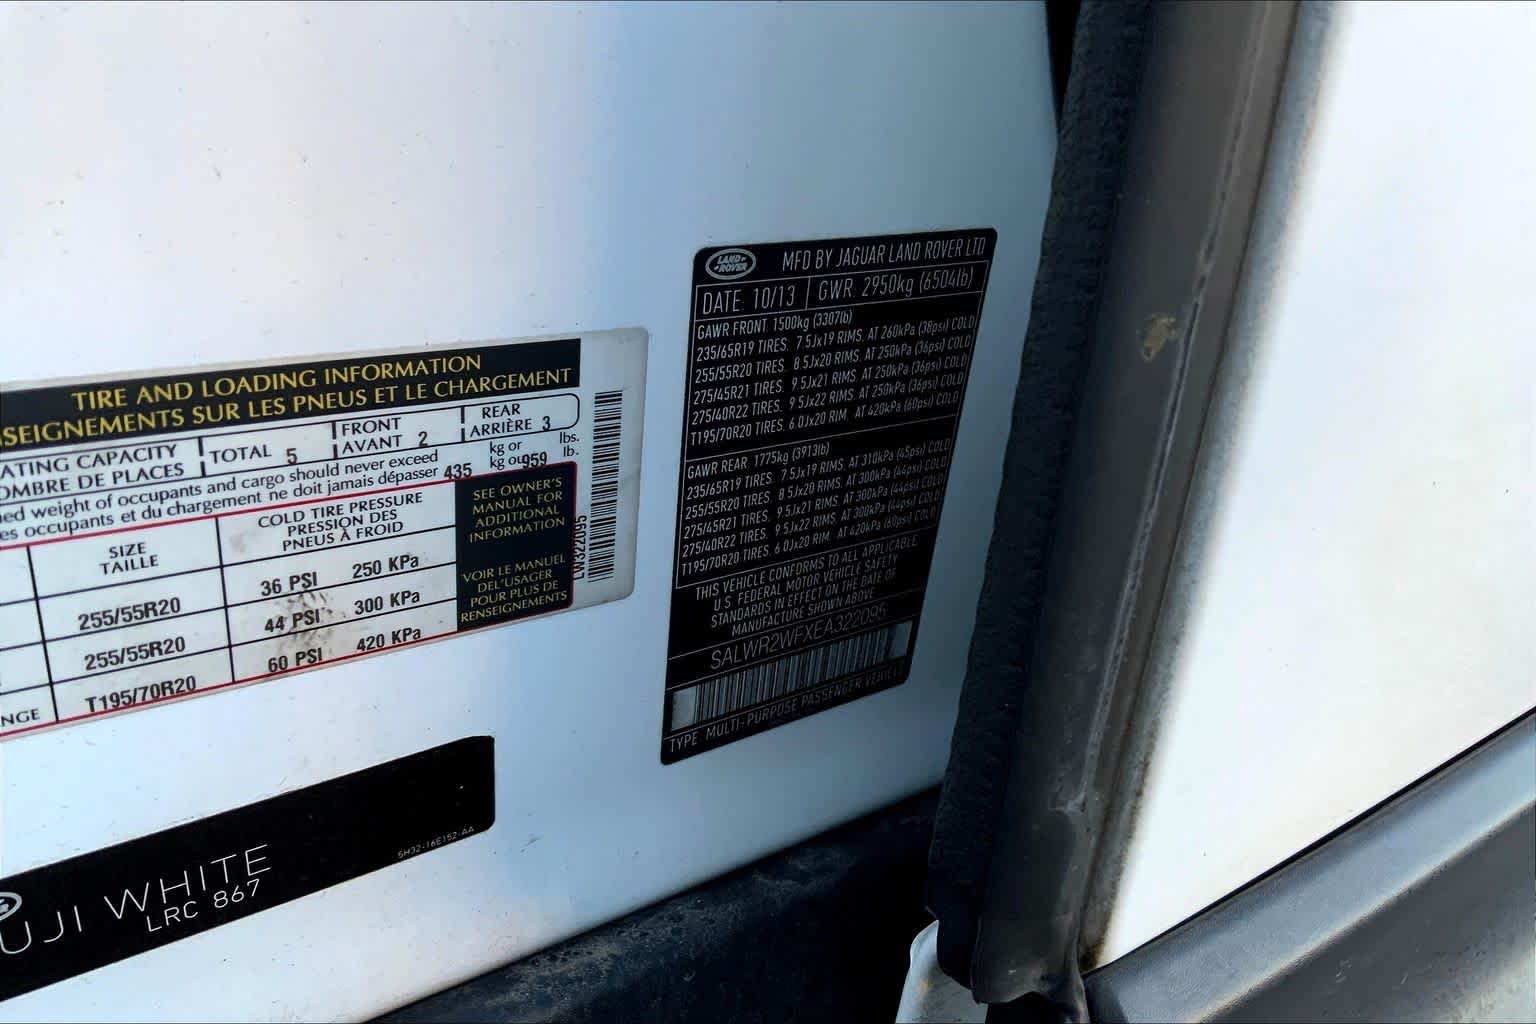 TIRE AND LOADING INFORMATION
SEIGNEMENTS SUR LES PNEUS ET LE CHARGEMENT
ATING CAPACITY TOTAL 5 FRONT 2 REAR 3
OMBRE DE PLACES AVANT ARRIÈRE
ned weight of occupants and cargo should never exceed 435 kg or 959 lbs.
es occupants et du chargement ne doit jamais dépasser kg ou lb.
SIZE
TAILLE
COLD TIRE PRESSURE
PRESSION DES
PNEUS À FROID
255/55R20 36 PSI 250 KPa
255/55R20 44 PSI 300 KPa
NGE T195/70R20 60 PSI 420 KPa
SEE OWNER'S
MANUAL FOR
ADDITIONAL
INFORMATION
VOIR LE MANUEL
DEL'USAGER
POUR PLUS DE
RENSEIGNEMENTS
LW322095
UJI WHITE
LRC 867
5H32-16E152-AA
LAND
ROVER
MFD BY JAGUAR LAND ROVER LTD
DATE: 10/13 GWR: 2950kg (6504lb)
GAWR FRONT 1500kg (3307lb)
235/65R19 TIRES, 7.5Jx19 RIMS, AT 260kPa (38psi) COLD
255/55R20 TIRES, 8.5Jx20 RIMS, AT 250kPa (36psi) COLD
275/45R21 TIRES, 9.5Jx21 RIMS, AT 250kPa (36psi) COLD
275/40R22 TIRES, 9.5Jx22 RIMS, AT 250kPa (36psi) COLD
T195/70R20 TIRES, 6.0Jx20 RIM, AT 420kPa (60psi) COLD
GAWR REAR 1775kg (3913lb)
235/65R19 TIRES, 7.5Jx19 RIMS, AT 310kPa (45psi) COLD
255/55R20 TIRES, 8.5Jx20 RIMS, AT 300kPa (44psi) COLD
275/45R21 TIRES, 9.5Jx21 RIMS, AT 300kPa (44psi) COLD
275/40R22 TIRES, 9.5Jx22 RIMS, AT 300kPa (44psi) COLD
T195/70R20 TIRES, 6.0Jx20 RIM, AT 420kPa (60psi) COLD
THIS VEHICLE CONFORMS TO ALL APPLICABLE
U.S. FEDERAL MOTOR VEHICLE SAFETY
STANDARDS IN EFFECT ON THE DATE OF
MANUFACTURE SHOWN ABOVE
SALWR2WFXEA322095
TYPE MULTI-PURPOSE PASSENGER VEHICLE